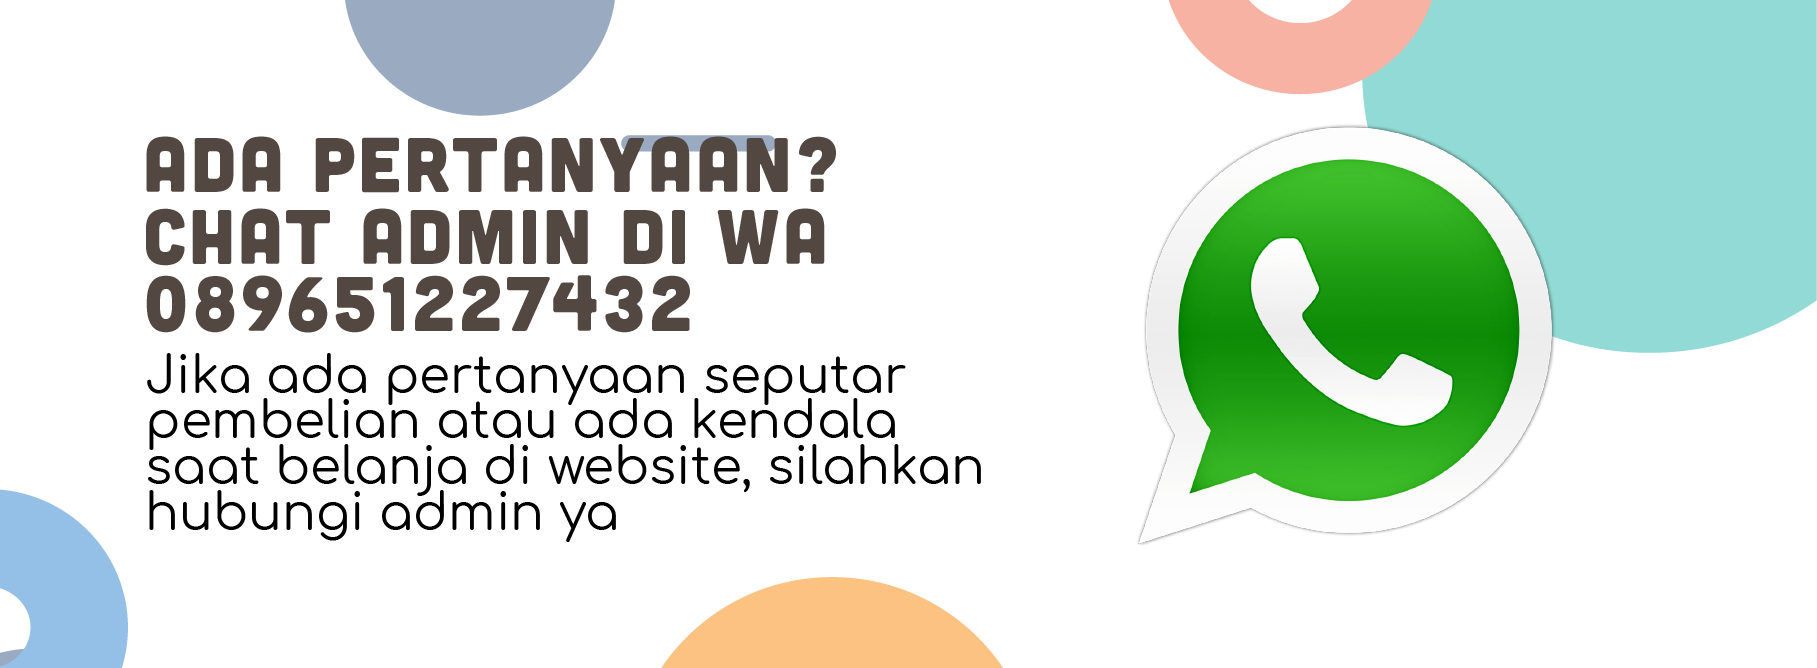 ADA PERTANYAAN?
CHAT ADMIN DI WA
089651227432
Jika ada pertanyaan seputar
pembelian atau ada kendala
saat belanja di website, silahkan
hubungi admin ya